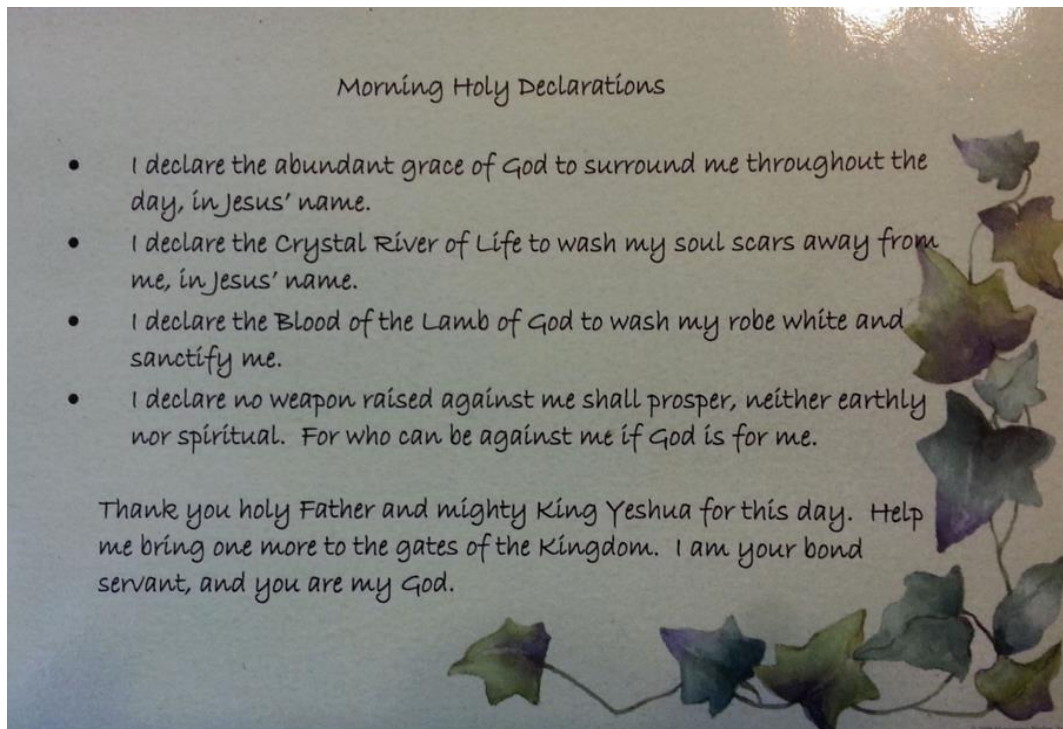 Morning Holy Declarations
• I declare the abundant grace of God to surround me throughout the
day, in Jesus' name.
• I declare the Crystal River of Life to wash my soul scars away from
me, in Jesus' name.
• I declare the Blood of the Lamb of God to wash my robe white and
sanctify me.
• I declare no weapon raised against me shall prosper, neither earthly
nor spiritual.  For who can be against me if God is for me.
Thank you holy Father and mighty King Yeshua for this day.  Help
me bring one more to the gates of the Kingdom.  I am your bond
servant, and you are my God.